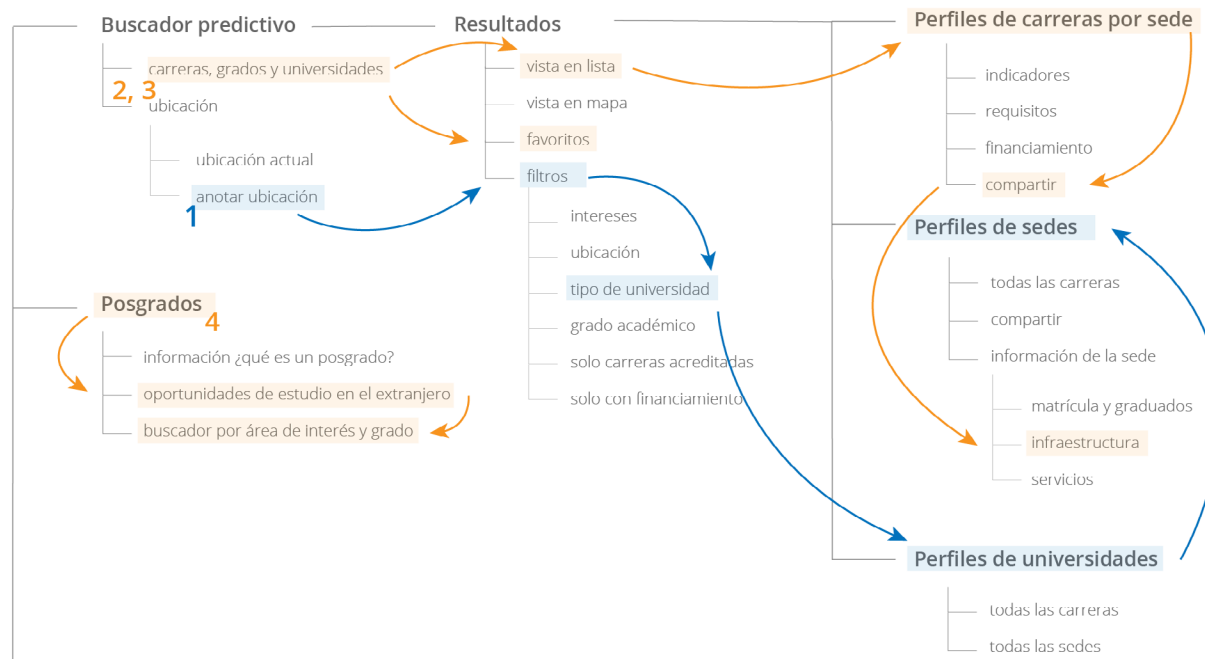 Buscador predictivo
carreras, grados y universidades
2, 3
ubicación
ubicación actual
anotar ubicación
1
Posgrados
4
información ¿qué es un posgrado?
oportunidades de estudio en el extranjero
buscador por área de interés y grado
Resultados
vista en lista
vista en mapa
favoritos
filtros
intereses
ubicación
tipo de universidad
grado académico
solo carreras acreditadas
solo con financiamiento
Perfiles de carreras por sede
indicadores
requisitos
financiamiento
compartir
Perfiles de sedes
todas las carreras
compartir
información de la sede
matrícula y graduados
infraestructura
servicios
Perfiles de universidades
todas las carreras
todas las sedes